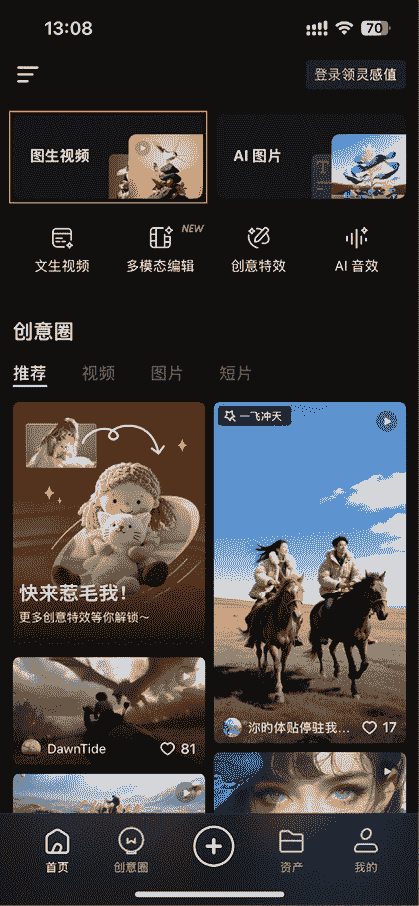 13:08
70
登录领灵感值
图生视频
AI 图片
文生视频
多模态编辑
NEW
创意特效
AI 音效
创意圈
推荐
视频
图片
短片
快来惹毛我！
更多创意特效等你解锁～
一飞冲天
沵旳体贴停驻我...
17
DawnTide
81
首页
创意圈
资产
我的